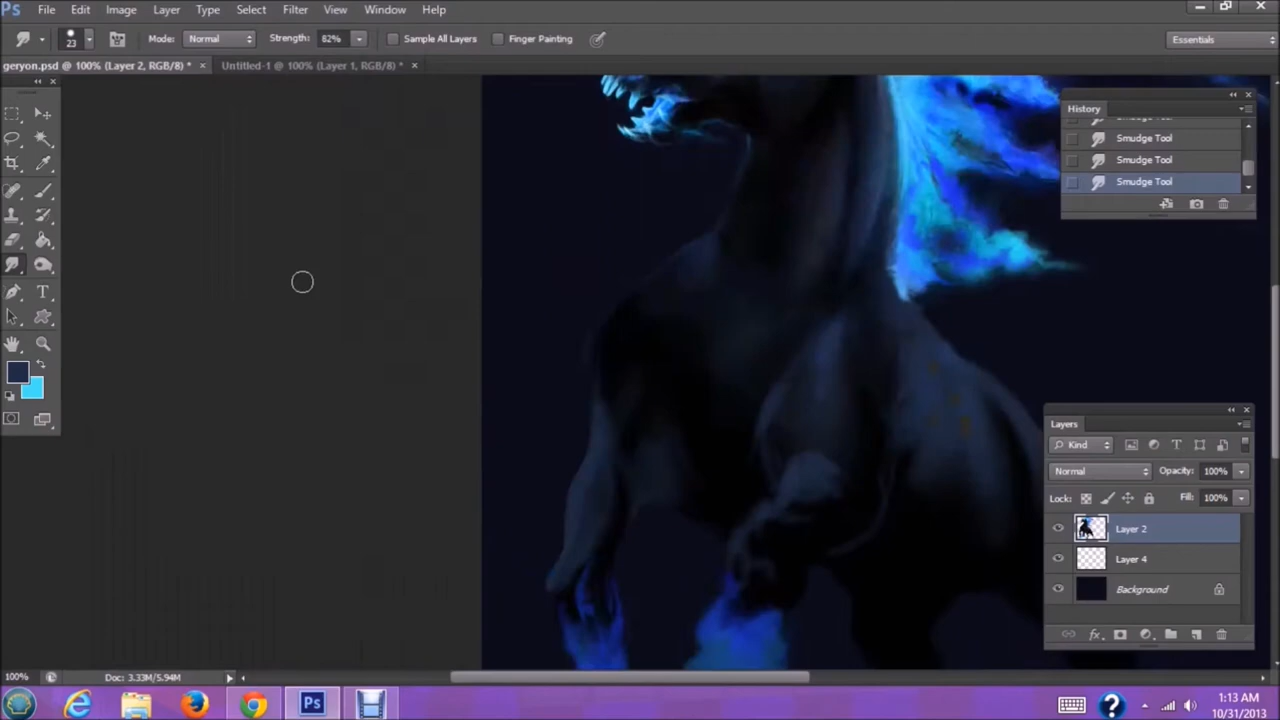 Ps File Edit Image Layer Type Select Filter View Window Help
23 Mode: Normal Strength: 82% Sample All Layers Finger Painting Essentials
geryon.psd @ 100% (Layer 2, RGB/8) * × Untitled-1 @ 100% (Layer 1, RGB/8) * ×
History
Smudge Tool
Smudge Tool
Smudge Tool
Layers
Kind
Normal Opacity: 100%
Lock: Fill: 100%
Layer 2
Layer 4
Background
100% Doc: 3.33M/5.94M
Ps 1:13 AM
10/31/2013